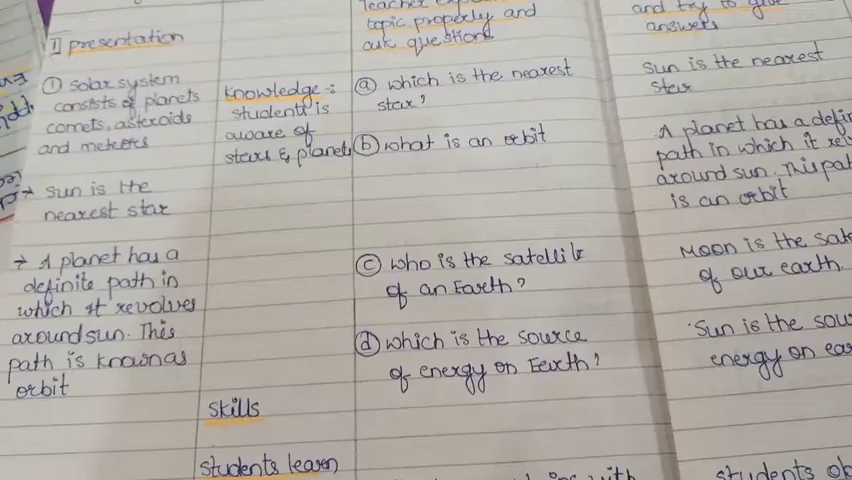 II presentation
① solar system
consists of planets
comets, asteroids
and meteors
→ sun is the
nearest star
→ A planet has a
definite path in
which it revolves
around sun. This
path is known as
orbit
Knowledge :
student is
aware of
stars & planets
skills
students learn
topic properly and
ask questions
ⓐ which is the nearest
star?
ⓑ what is an orbit
ⓒ who is the satellite
of an Earth?
ⓓ which is the source
of energy on Earth?
and try to give
answers
sun is the nearest
star
A planet has a
path in which it
around sun. This
is an orbit
Moon is the
of our earth.
Sun is the
energy on
students